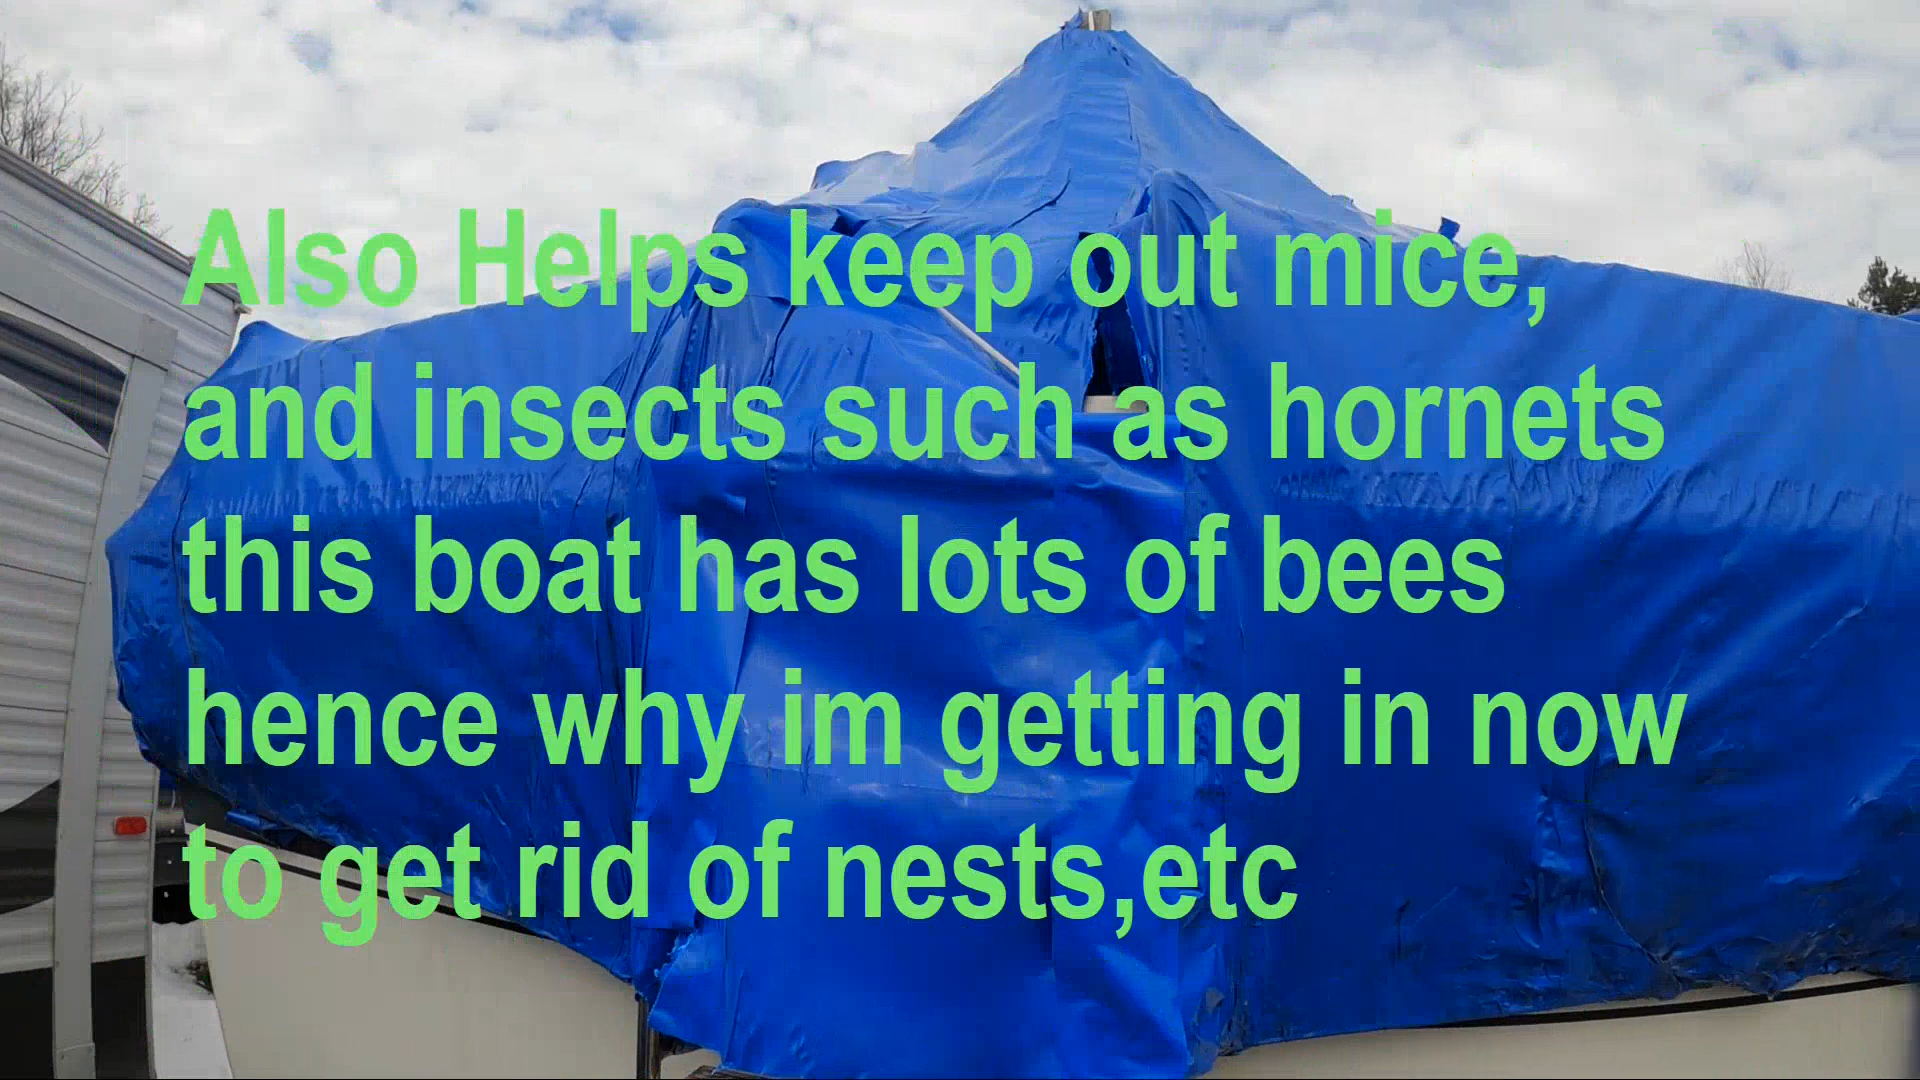 Also Helps keep out mice,
and insects such as hornets
this boat has lots of bees
hence why im getting in now
to get rid of nests,etc